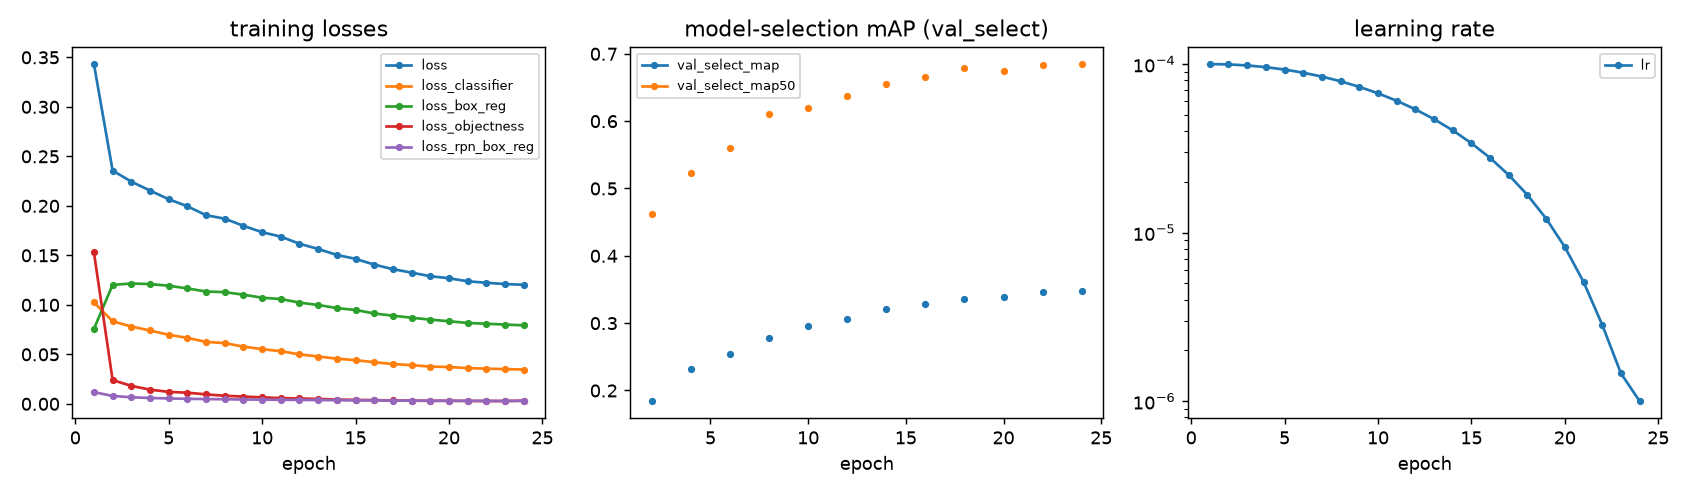 training losses
0.35
0.30
0.25
0.20
0.15
0.10
0.05
0.00
0
5
10
15
20
25
epoch
loss
loss_classifier
loss_box_reg
loss_objectness
loss_rpn_box_reg
model-selection mAP (val_select)
0.7
0.6
0.5
0.4
0.3
0.2
5
10
15
20
25
epoch
val_select_map
val_select_map50
learning rate
10⁻⁴
10⁻⁵
10⁻⁶
0
5
10
15
20
25
epoch
lr